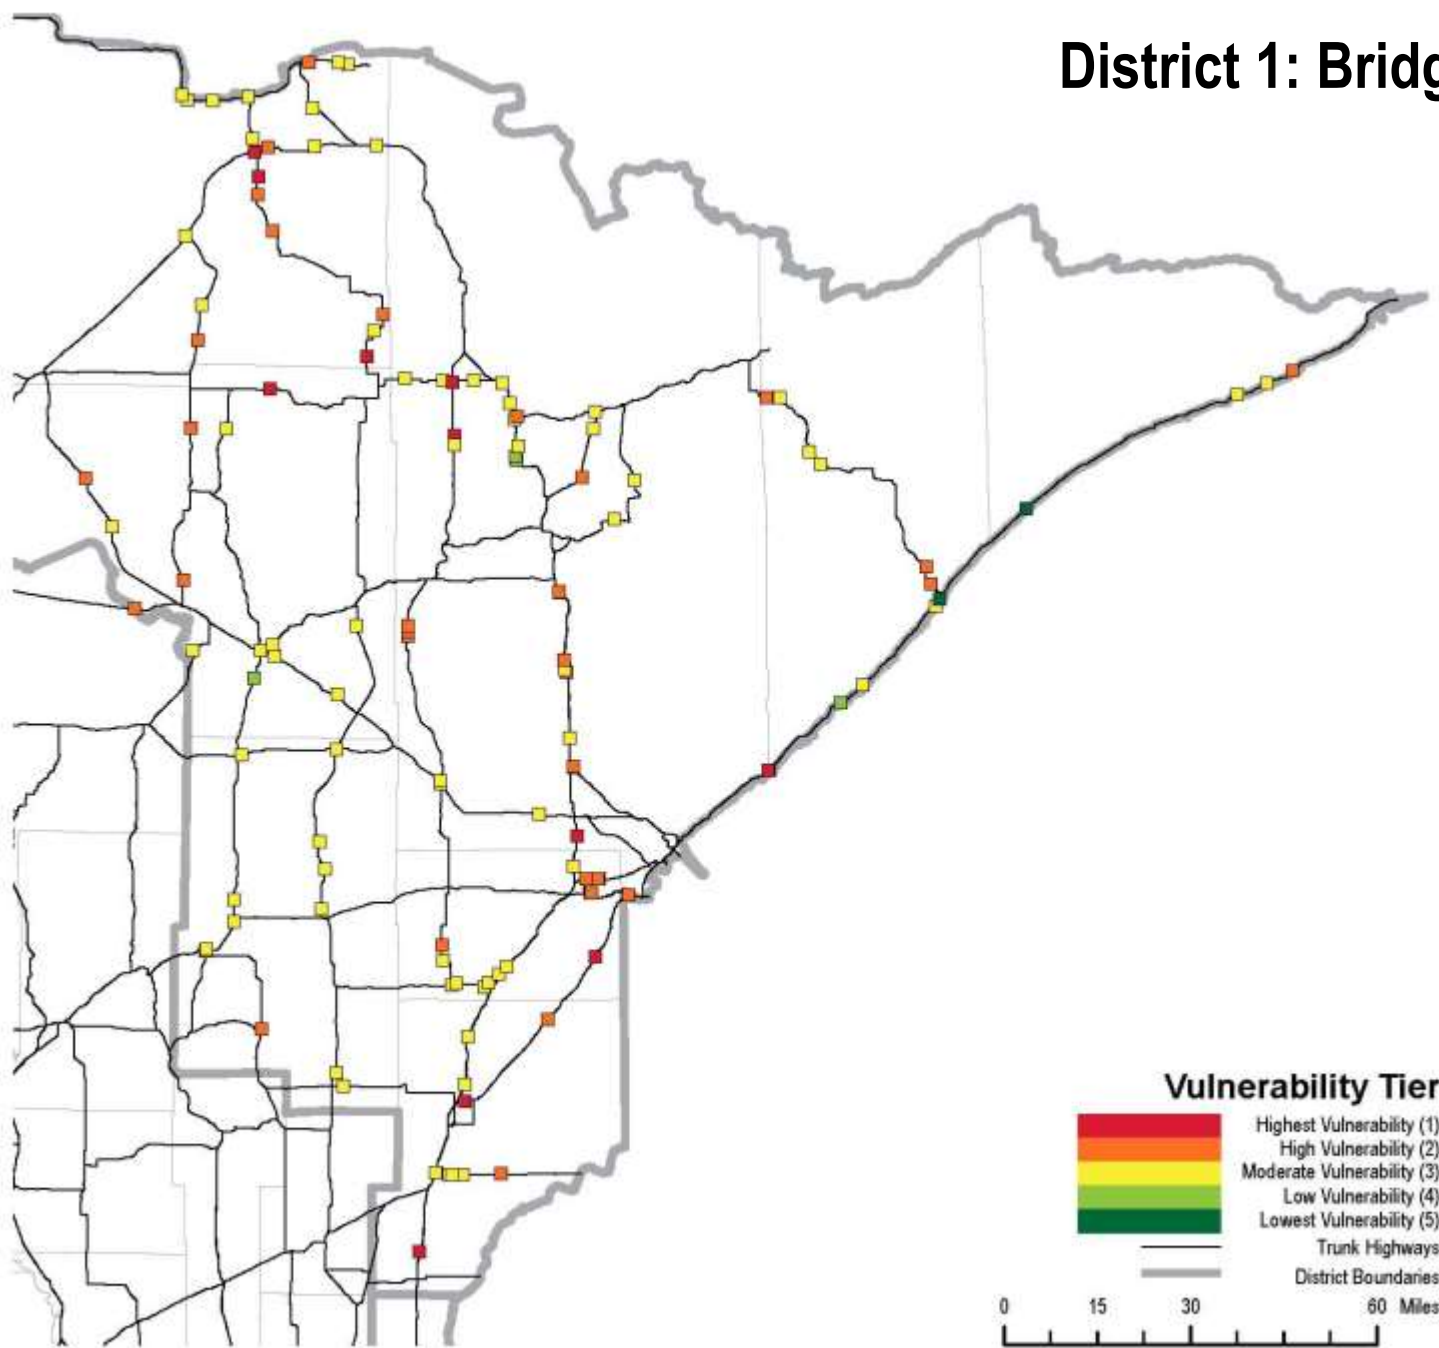 District 1: Bridg
Vulnerability Tier
Highest Vulnerability (1)
High Vulnerability (2)
Moderate Vulnerability (3)
Low Vulnerability (4)
Lowest Vulnerability (5)
Trunk Highways
District Boundaries
0 15 30 60 Miles